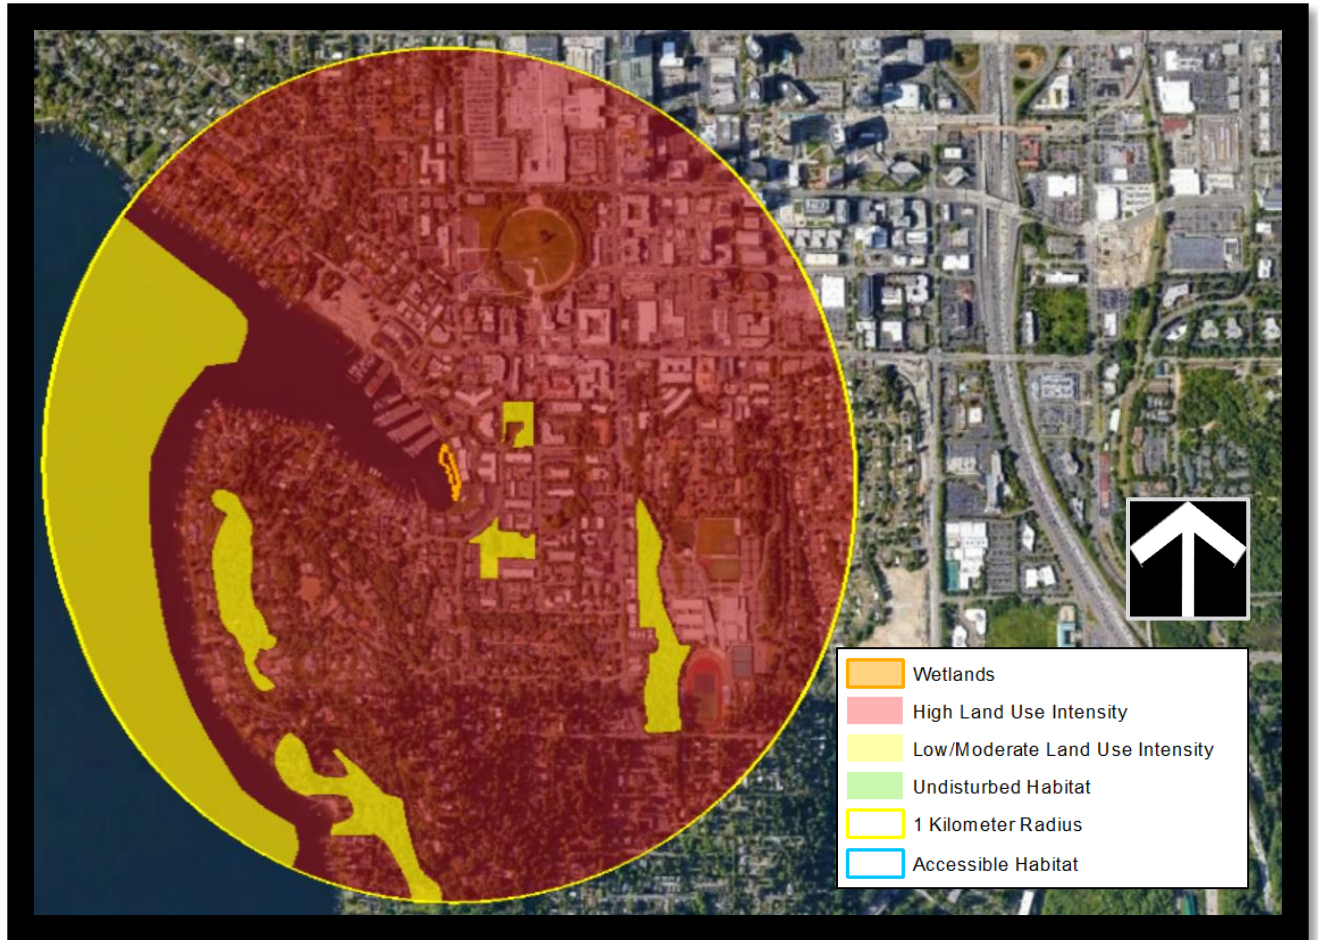 Wetlands
High Land Use Intensity
Low/Moderate Land Use Intensity
Undisturbed Habitat
1 Kilometer Radius
Accessible Habitat